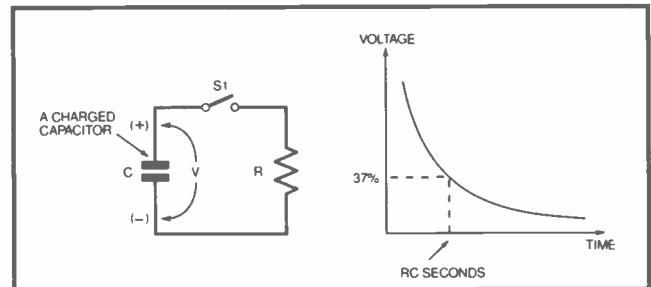 VOLTAGE
S1
A CHARGED
CAPACITOR
(+)
C
V
R
37%
(−)
TIME
RC SECONDS